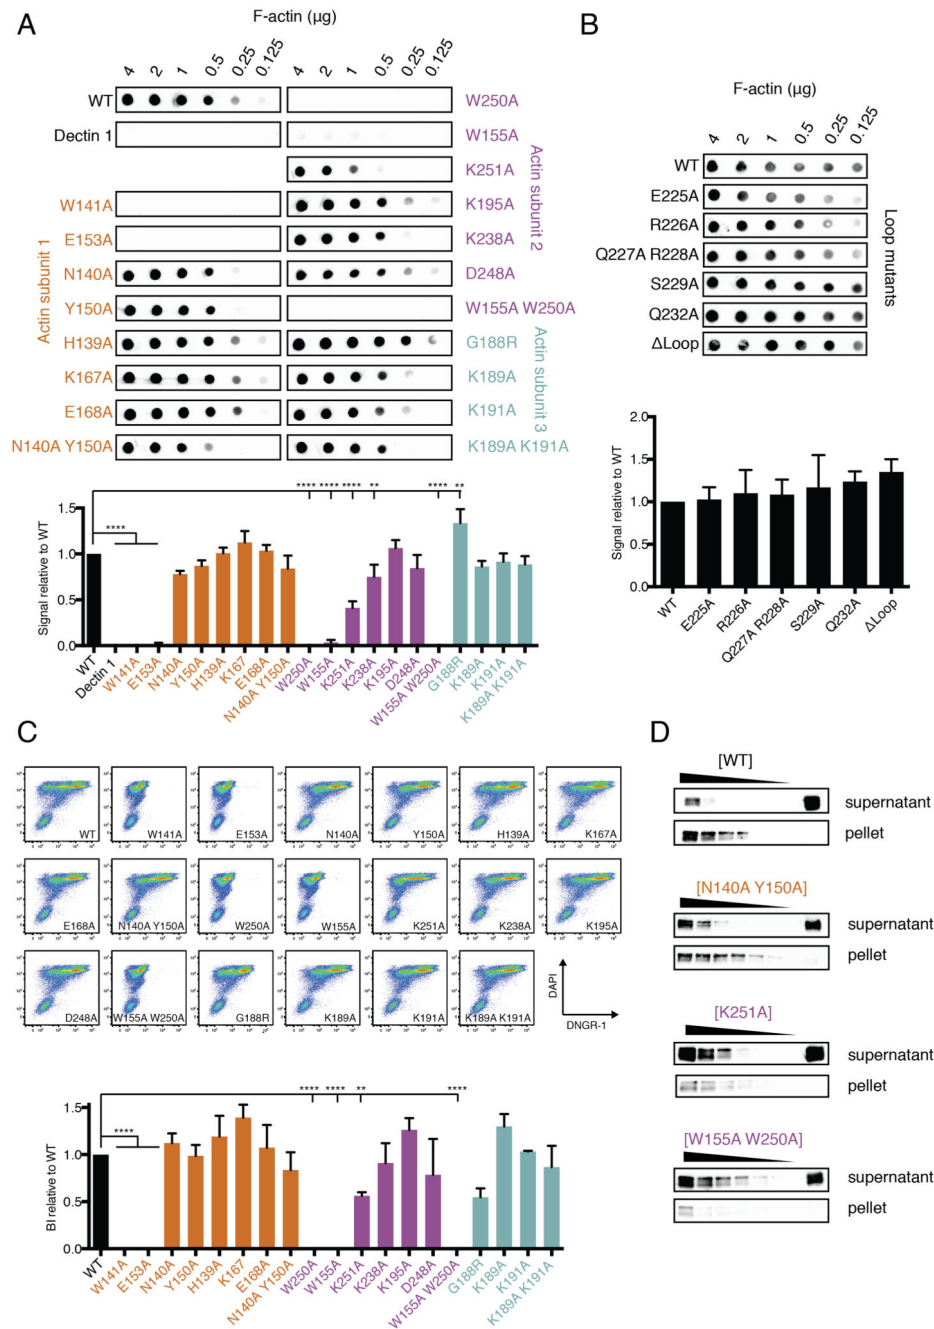 A
F-actin (µg)
4 2 1 0.5 0.25 0.125 4 2 1 0.5 0.25 0.125
WT
W250A
Dectin 1
W155A
K251A
W141A
K195A
E153A
K238A
N140A
D248A
Y150A
W155A W250A
H139A
G188R
K167A
K189A
E168A
K191A
N140A Y150A
K189A K191A
Actin subunit 1
Actin subunit 2
Actin subunit 3
**** **** **** ** **** **
****
Signal relative to WT
1.5
1.0
0.5
0.0
WT
Dectin 1
W141A
E153A
N140A
Y150A
H139A
K167
E168A
N140A Y150A
W250A
W155A
K251A
K238A
K195A
D248A
W155A W250A
G188R
K189A
K191A
K189A K191A
B
F-actin (µg)
4 2 1 0.5 0.25 0.125
WT
E225A
R226A
Q227A R228A
S229A
Q232A
ΔLoop
Loop mutants
Signal relative to WT
2.0
1.5
1.0
0.5
0.0
WT
E225A
R226A
Q227A R228A
S229A
Q232A
ΔLoop
C
WT W141A E153A N140A Y150A H139A K167A
E168A N140A Y150A W250A W155A K251A K238A K195A
D248A W155A W250A G188R K189A K191A K189A K191A
DAPI
DNGR-1
**** **** ** ****
****
BI relative to WT
1.5
1.0
0.5
0.0
WT
W141A
E153A
N140A
Y150A
H139A
K167
E168A
N140A Y150A
W250A
W155A
K251A
K238A
K195A
D248A
W155A W250A
G188R
K189A
K191A
K189A K191A
D
[WT]
supernatant
pellet
[N140A Y150A]
supernatant
pellet
[K251A]
supernatant
pellet
[W155A W250A]
supernatant
pellet